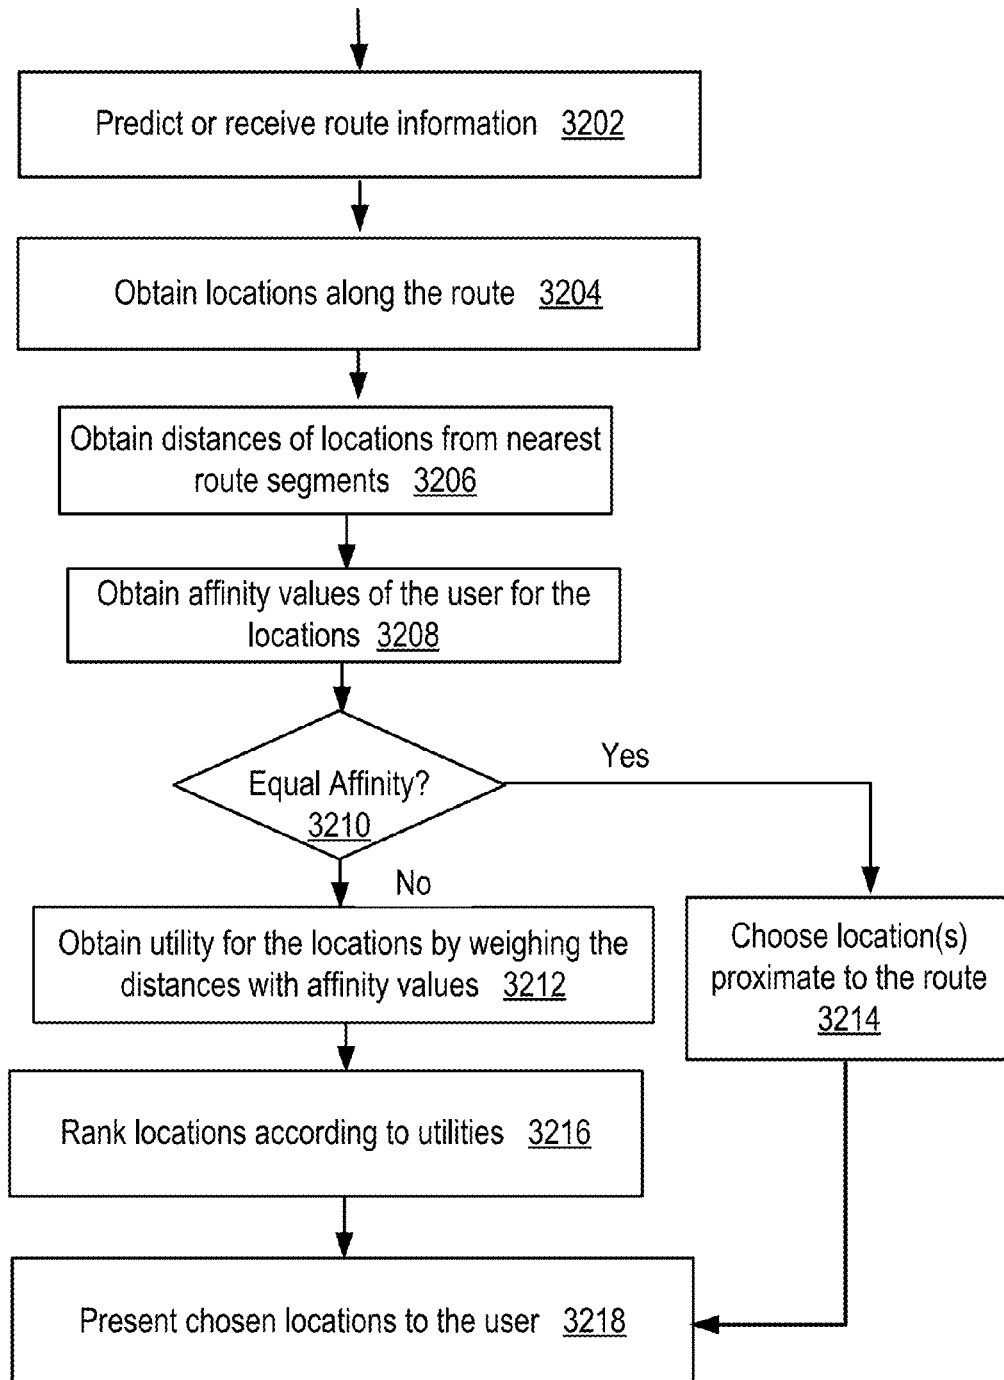 Predict or receive route information 3202
Obtain locations along the route 3204
Obtain distances of locations from nearest
route segments 3206
Obtain affinity values of the user for the
locations 3208
Equal Affinity?
3210
Yes
No
Obtain utility for the locations by weighing the
distances with affinity values 3212
Choose location(s)
proximate to the route
3214
Rank locations according to utilities 3216
Present chosen locations to the user 3218